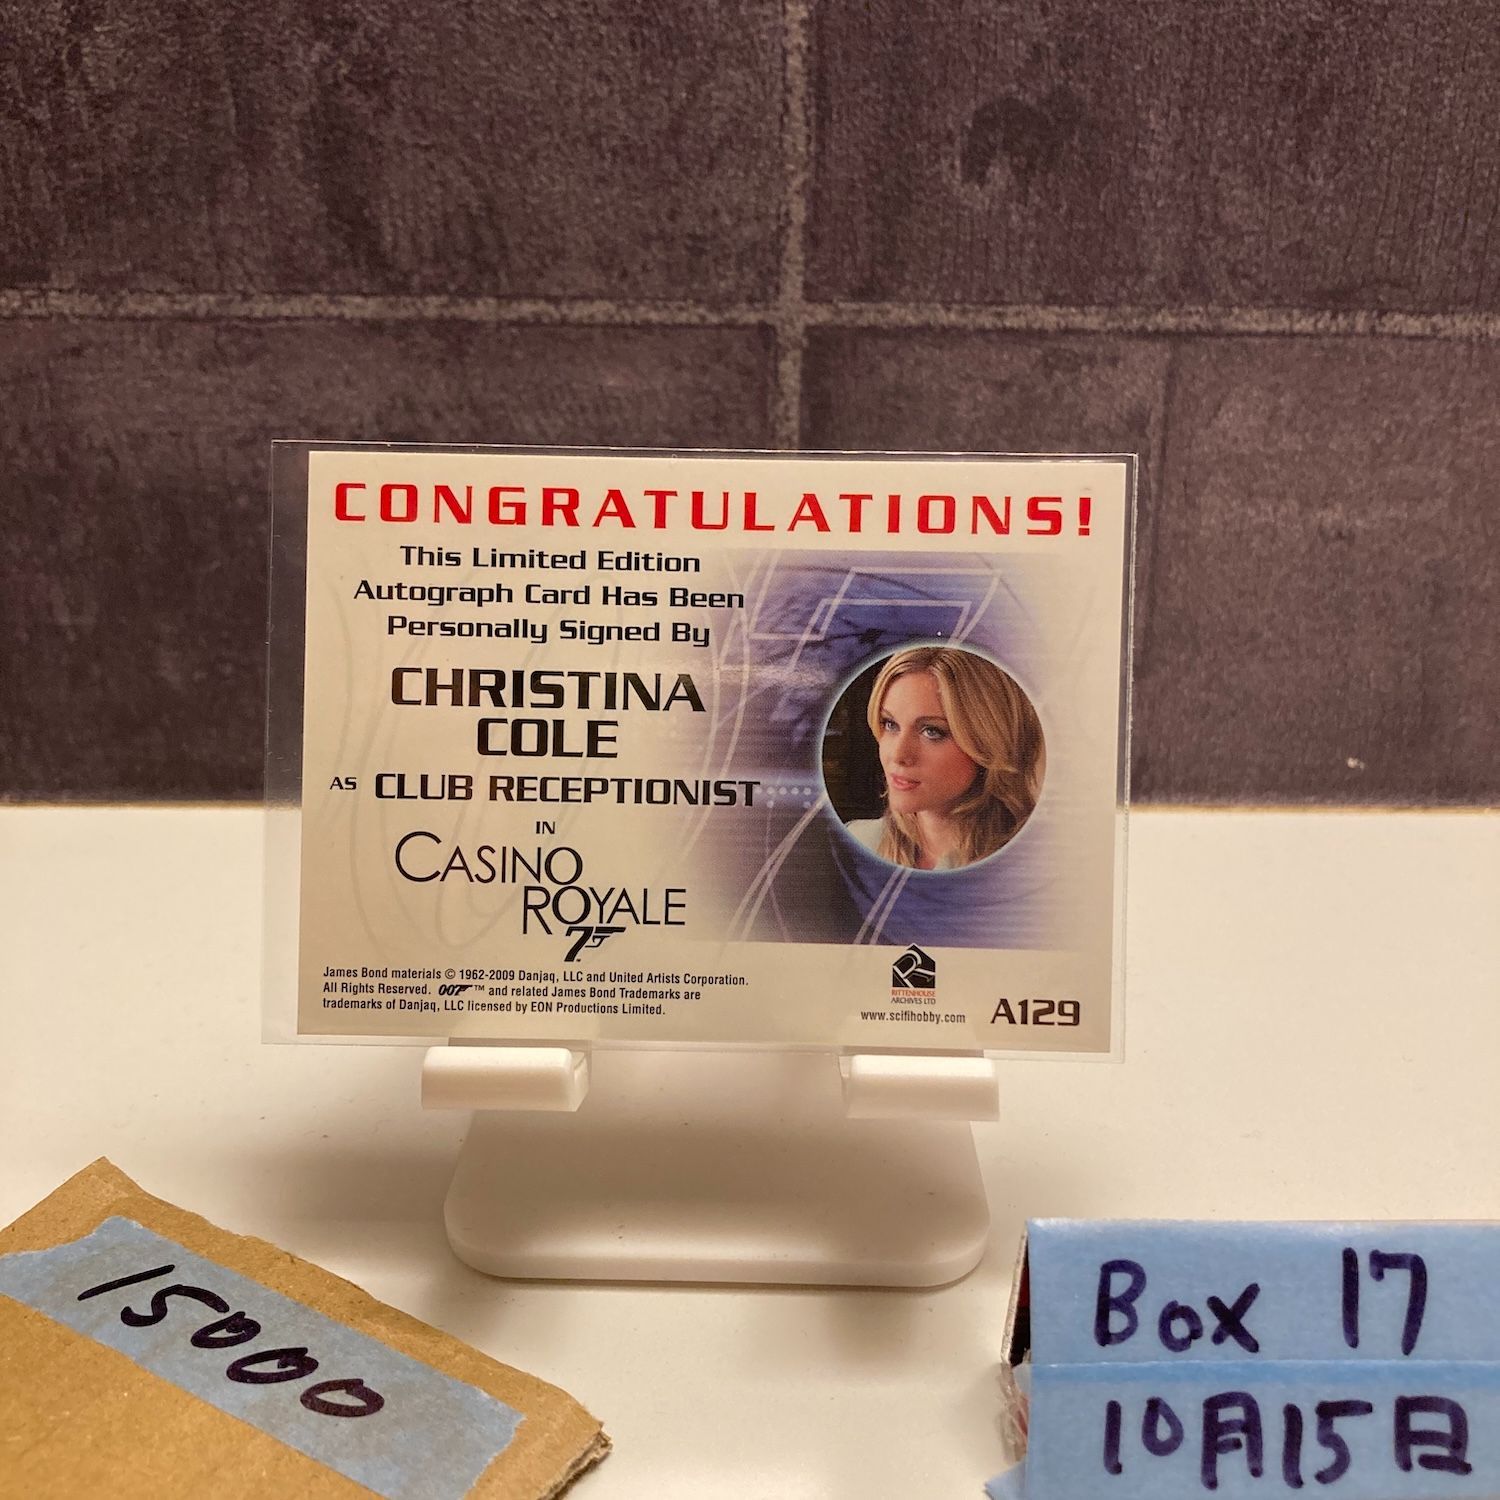 CONGRATULATIONS!
This Limited Edition
Autograph Card Has Been
Personally Signed By
CHRISTINA
COLE
AS CLUB RECEPTIONIST
IN
CASINO
ROYALE
7
James Bond materials © 1962-2009 Danjaq, LLC and United Artists Corporation.
All Rights Reserved. 007™ and related James Bond Trademarks are
trademarks of Danjaq, LLC licensed by EON Productions Limited.
RITTENHOUSE
ARCHIVES LTD
www.scifihobby.com
A129
15000
Box 17
10月15日